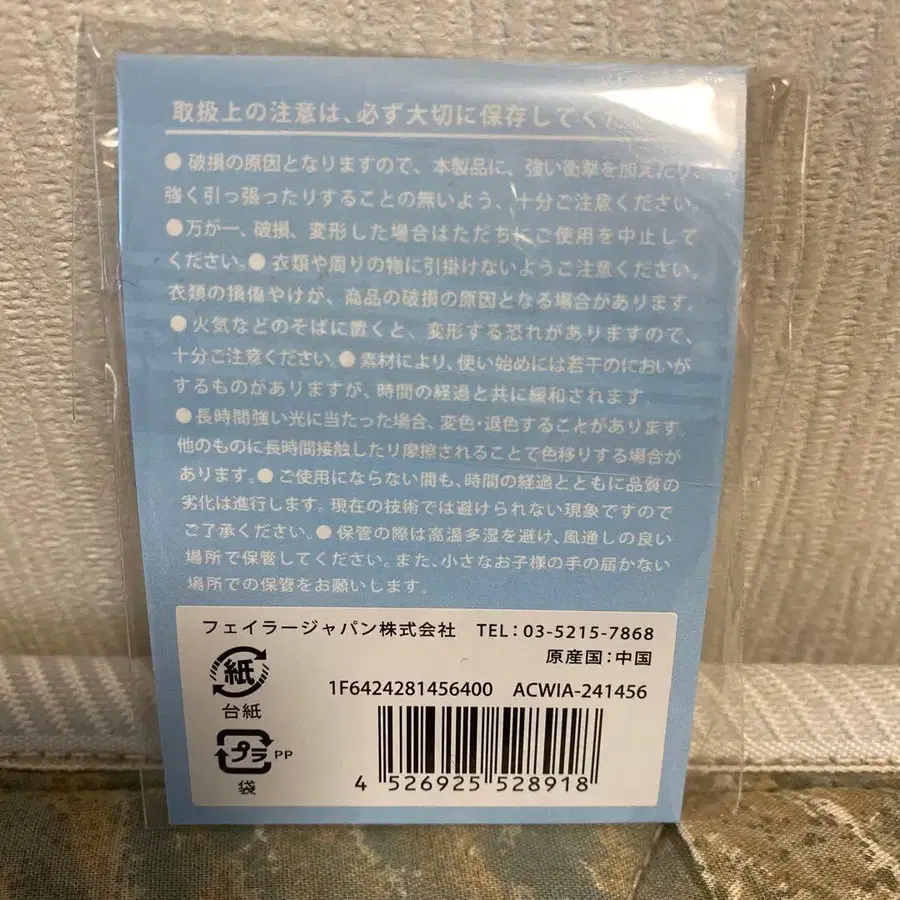 取扱上の注意は、必ず大切に保存してくだ
● 破損の原因となりますので、本製品に、強い衝撃を加えたり、
強く引っ張ったりすることの無いよう、十分ご注意ください。
●万が一、破損、変形した場合はただちにご使用を中止して
ください。● 衣類や周りの物に引掛けないようご注意ください。
衣類の損傷やけが、商品の破損の原因となる場合があります。
● 火気などのそばに置くと、変形する恐れがありますので、
十分ご注意ください。● 素材により、使い始めには若干のにおいが
するものがありますが、時間の経過と共に緩和されます。
●長時間強い光に当たった場合、変色・退色することがあります。
他のものに長時間接触したり摩擦されることで色移りする場合が
あります。● ご使用にならない間も、時間の経過とともに品質の
劣化は進行します。現在の技術では避けられない現象ですので
ご了承ください。● 保管の際は高温多湿を避け、風通しの良い
場所で保管してください。また、小さなお子様の手の届かない
場所での保管をお願いします。
フェイラージャパン株式会社 TEL：03-5215-7868
原産国：中国
紙
台紙
1F6424281456400 ACWIA-241456
プラ PP
袋
4 526925 528918